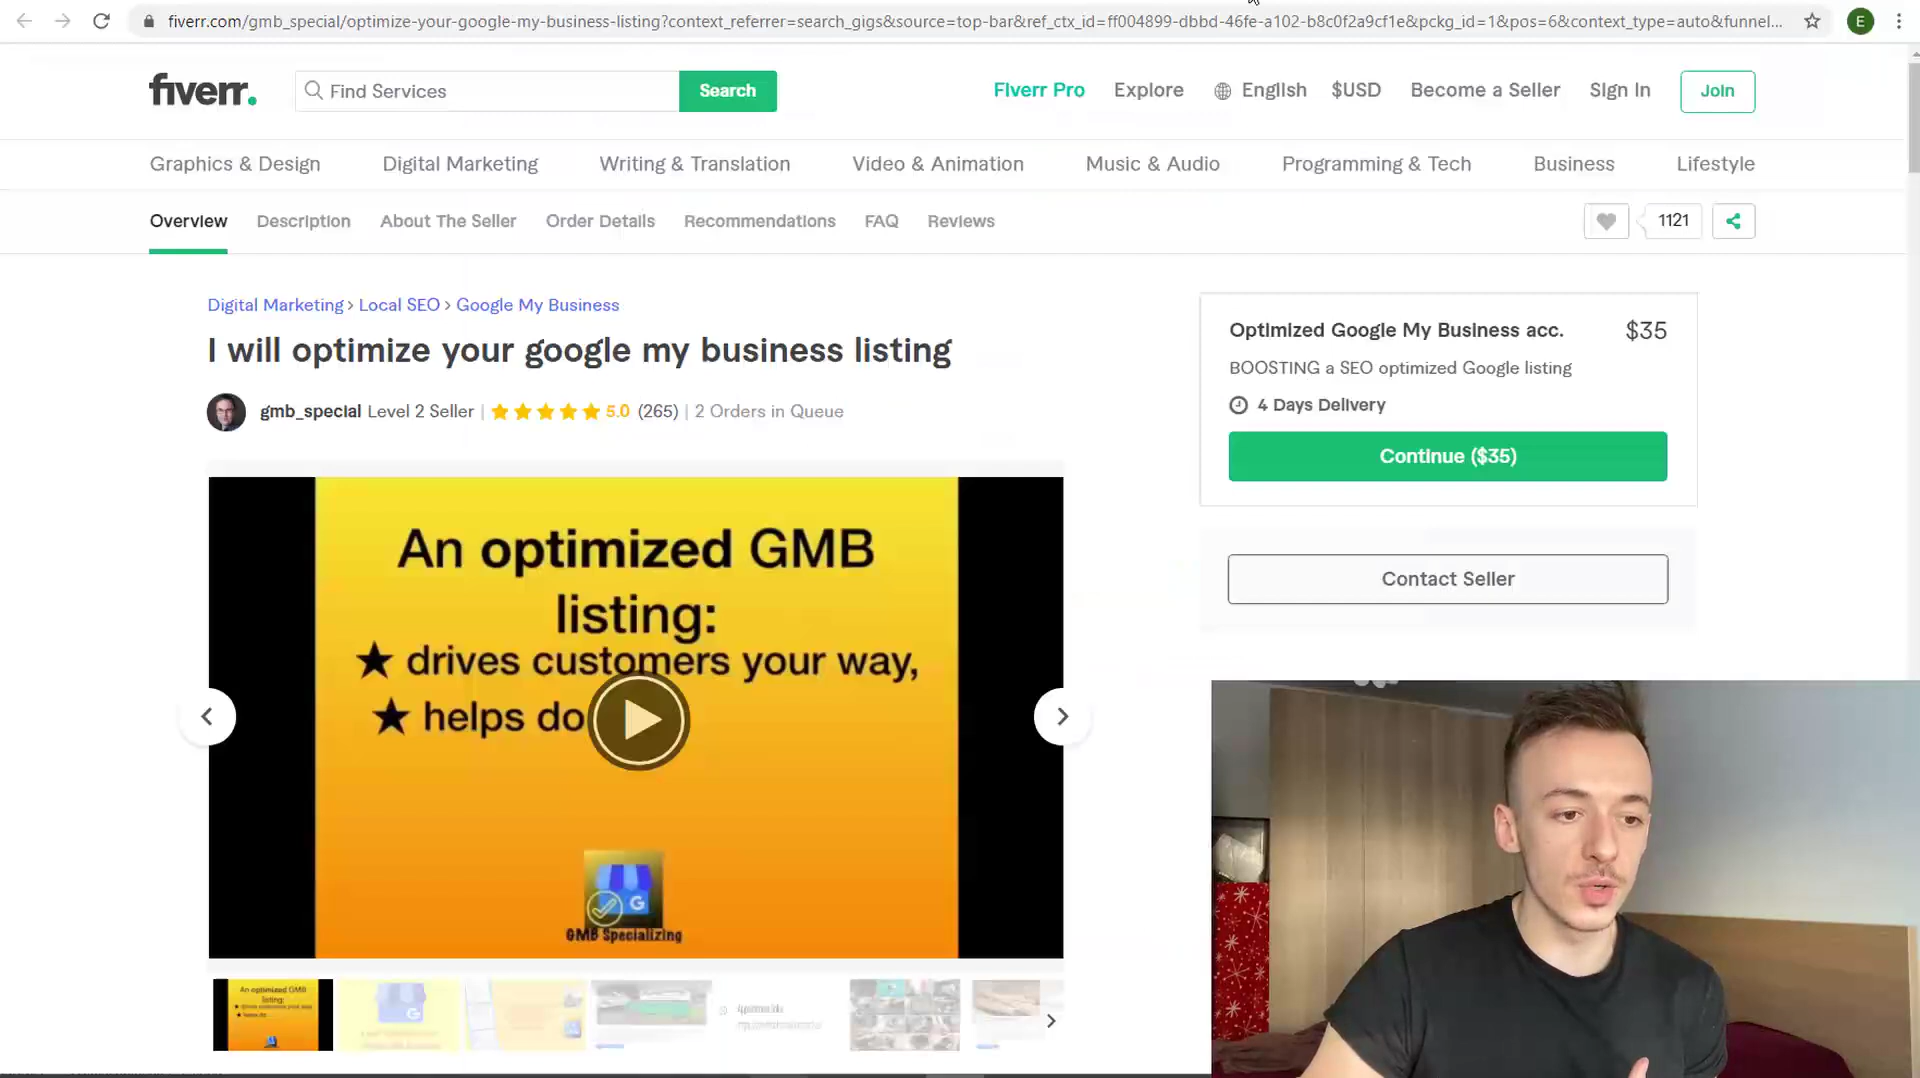 fiverr.com/gmb_special/optimize-your-google-my-business-listing?context_referrer=search_gigs&source=top-bar&ref_ctx_id=ff004899-dbbd-46fe-a102-b8c0f2a9cf1e&pckg_id=1&pos=6&context_type=auto&funnel...
E
fiverr.
Find Services
Search
Fiverr Pro
Explore
English
$USD
Become a Seller
Sign In
Join
Graphics & Design
Digital Marketing
Writing & Translation
Video & Animation
Music & Audio
Programming & Tech
Business
Lifestyle
Overview
Description
About The Seller
Order Details
Recommendations
FAQ
Reviews
1121
Digital Marketing › Local SEO › Google My Business
I will optimize your google my business listing
gmb_special Level 2 Seller | 5.0 (265) | 2 Orders in Queue
Optimized Google My Business acc. $35
BOOSTING a SEO optimized Google listing
4 Days Delivery
Continue ($35)
Contact Seller
An optimized GMB
listing:
★ drives customers your way,
★ helps do
G
GMB Specializing
An optimized GMB
listing: